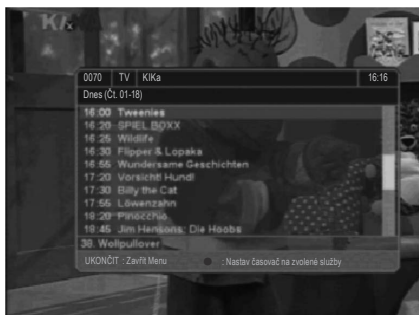 KiKa
0070 TV KIKa 16:16
Dnes (Čt. 01-18)
16:00 Tweenies
16:20 SPIEL BOXX
16:25 Wildlife
16:30 Flipper & Lopaka
16:55 Wundersame Geschichten
17:20 Vorsicht! Hund!
17:30 Billy the Cat
17:55 Löwenzahn
18:20 Pinocchio
18:45 Jim Hensons: Die Hoobs
38. Wollpullover
UKONČIT : Zavřít Menu : Nastav časovač na zvolené služby